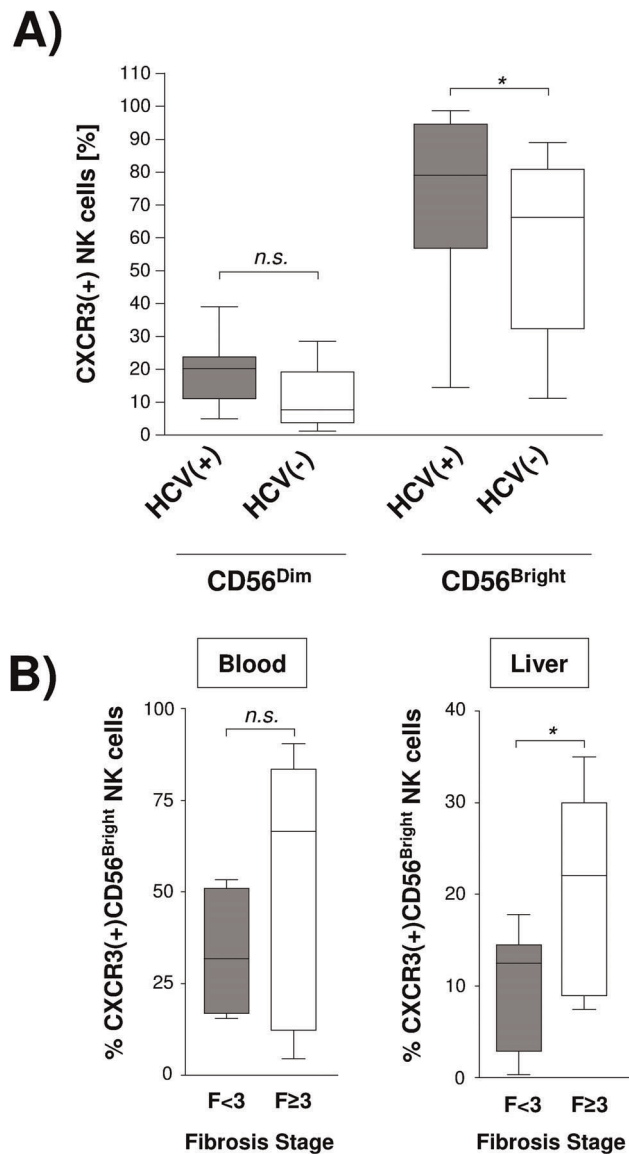 A)
CXCR3(+) NK cells [%]
110
100
90
80
70
60
50
40
30
20
10
0
n.s.
*
HCV(+) HCV(-) HCV(+) HCV(-)
CD56Dim CD56Bright
B)
Blood
% CXCR3(+)CD56Bright NK cells
100
75
50
25
0
n.s.
F<3 F≥3
Fibrosis Stage
Liver
% CXCR3(+)CD56Bright NK cells
40
30
20
10
0
*
F<3 F≥3
Fibrosis Stage